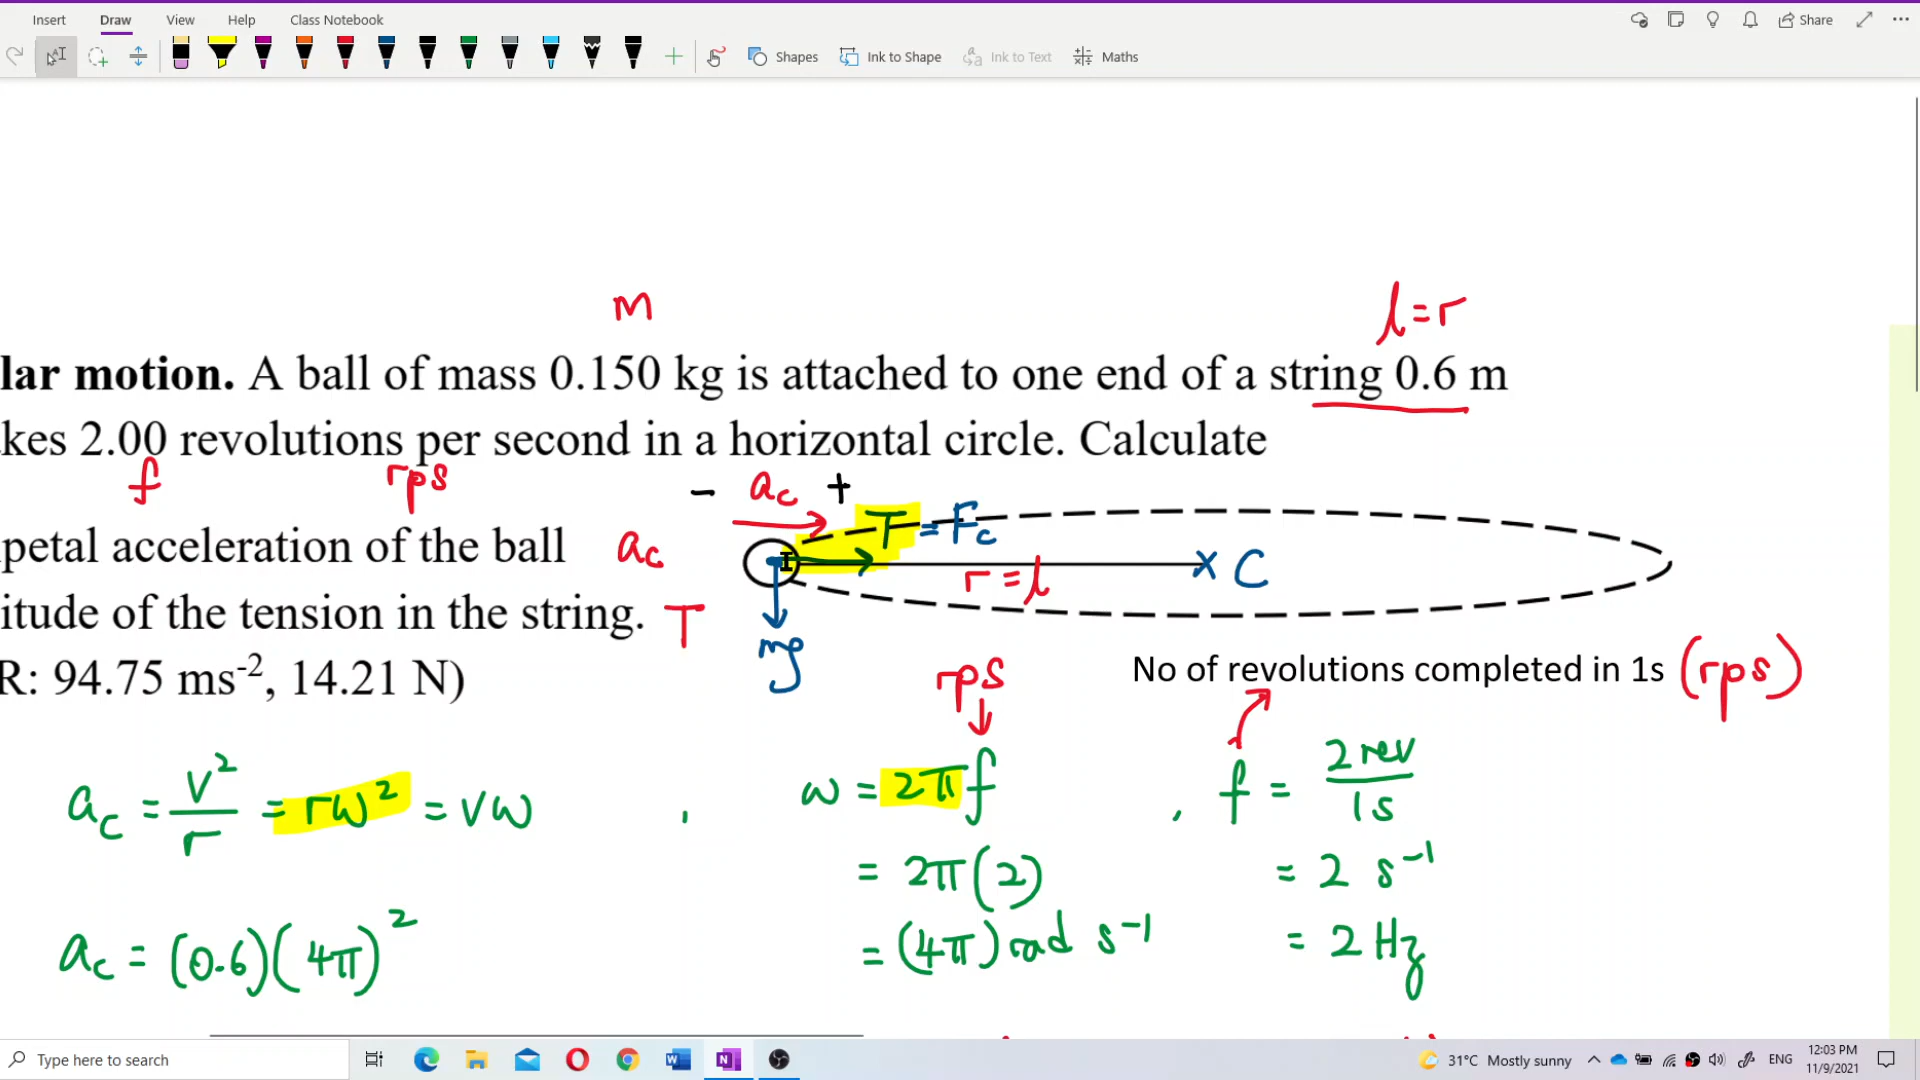 Insert Draw View Help Class Notebook Share
Shapes Ink to Shape Ink to Text Maths
m l=r
lar motion. A ball of mass 0.150 kg is attached to one end of a string 0.6 m
kes 2.00 revolutions per second in a horizontal circle. Calculate
f rps - ac +
T = Fc
petal acceleration of the ball ac
r = l × C
itude of the tension in the string. T
mg
R: 94.75 ms⁻², 14.21 N)
rps No of revolutions completed in 1s (rps)
ac = v²/r = rω² = vω , ω = 2πf , f = 2 rev/1s
= 2π(2) = 2 s⁻¹
ac = (0.6)(4π)² = (4π) rad s⁻¹ = 2 Hz
Type here to search 31°C Mostly sunny ENG 12:03 PM
11/9/2021